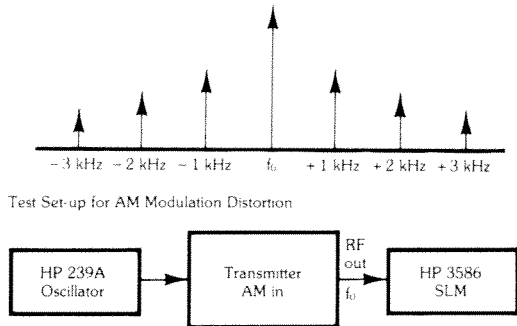 − 3 kHz − 2 kHz − 1 kHz f₀ + 1 kHz + 2 kHz + 3 kHz
Test Set-up for AM Modulation Distortion
HP 239A
Oscillator
Transmitter
AM in
RF
out
f₀
HP 3586
SLM